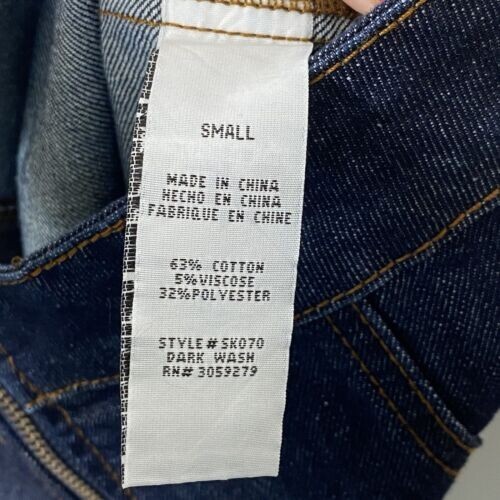 SMALL
MADE IN CHINA
HECHO EN CHINA
FABRIQUE EN CHINE
63% COTTON
5%VISCOSE
32%POLYESTER
STYLE#SK070
DARK WASH
RN# 3059279